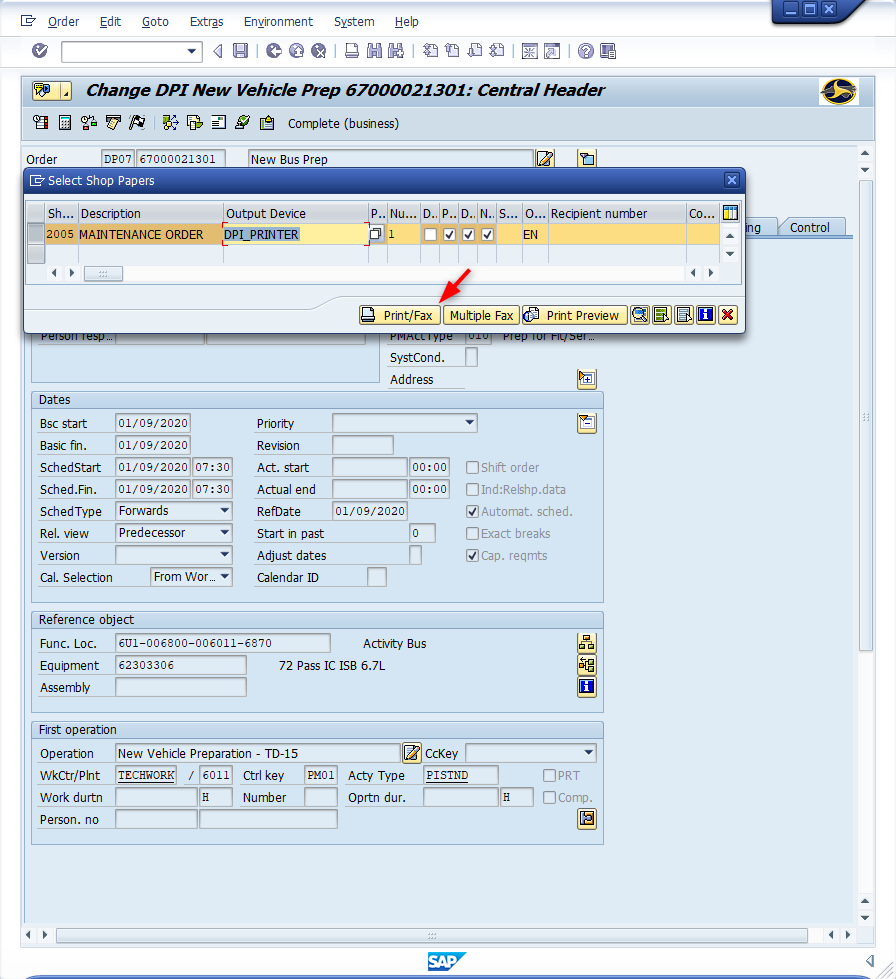 Order Edit Goto Extras Environment System Help
Change DPI New Vehicle Prep 67000021301: Central Header
Complete (business)
Order DP07 67000021301 New Bus Prep
Select Shop Papers
Sh... Description Output Device P.. Nu... D.. P.. D.. N.. S... O... Recipient number Co...
2005 MAINTENANCE ORDER DPI_PRINTER 1 EN
ing Control
Print/Fax Multiple Fax Print Preview
Person resp... PMActType 010 Prep for Fit/Ser...
SystCond.
Address
Dates
Bsc start 01/09/2020 Priority
Basic fin. 01/09/2020 Revision
SchedStart 01/09/2020 07:30 Act. start 00:00 Shift order
Sched.Fin. 01/09/2020 07:30 Actual end 00:00 Ind:Relshp.data
SchedType Forwards RefDate 01/09/2020 Automat. sched.
Rel. view Predecessor Start in past 0 Exact breaks
Version Adjust dates Cap. reqmts
Cal. Selection From Wor... Calendar ID
Reference object
Func. Loc. 6U1-006800-006011-6870 Activity Bus
Equipment 62303306 72 Pass IC ISB 6.7L
Assembly
First operation
Operation New Vehicle Preparation - TD-15 CcKey
WkCtr/Plnt TECHWORK / 6011 Ctrl key PM01 Acty Type PISTND PRT
Work durtn H Number Oprtn dur. H Comp.
Person. no
SAP